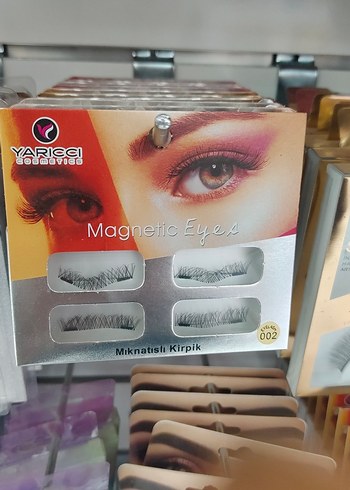 YARICCI
COSMETICS
Magnetic Eyes
Mıknatıslı Kirpik
002